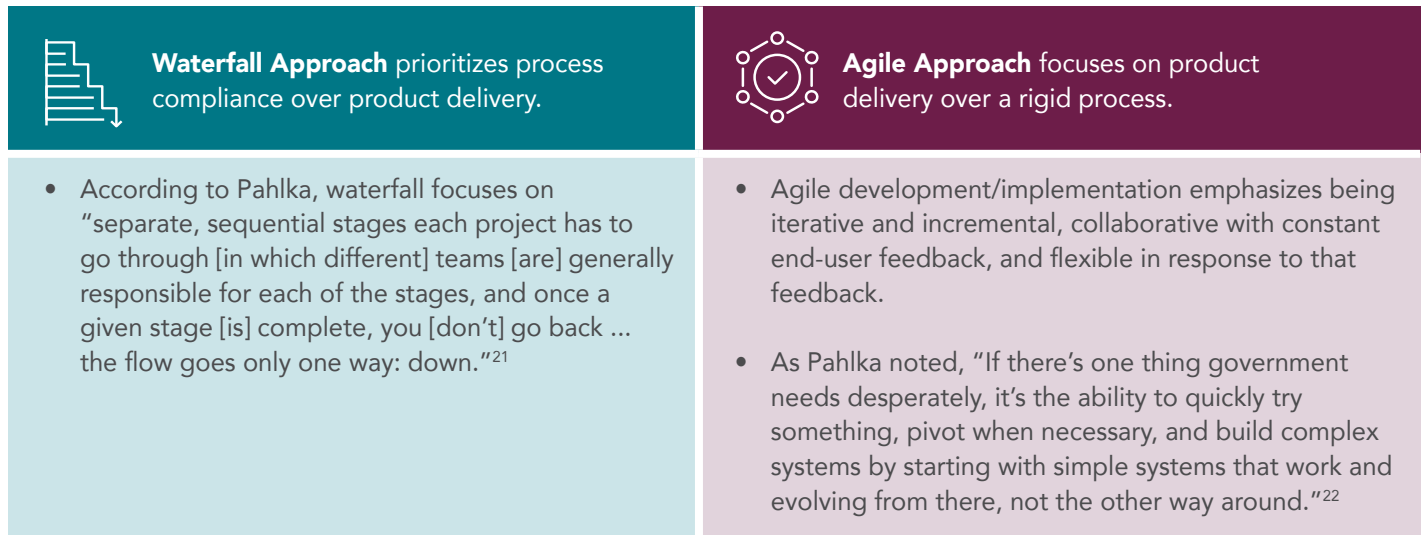 Waterfall Approach prioritizes process
compliance over product delivery.
• According to Pahlka, waterfall focuses on
“separate, sequential stages each project has to
go through [in which different] teams [are] generally
responsible for each of the stages, and once a
given stage [is] complete, you [don’t] go back ...
the flow goes only one way: down.”21
Agile Approach focuses on product
delivery over a rigid process.
• Agile development/implementation emphasizes being
iterative and incremental, collaborative with constant
end-user feedback, and flexible in response to that
feedback.
• As Pahlka noted, “If there’s one thing government
needs desperately, it’s the ability to quickly try
something, pivot when necessary, and build complex
systems by starting with simple systems that work and
evolving from there, not the other way around.”22